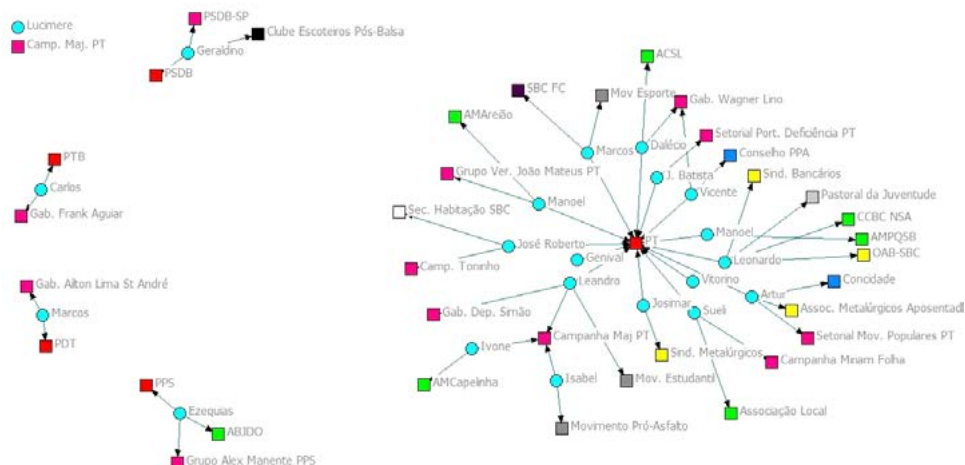 Lucimere
Camp. Maj. PT
PSDB-SP
Geraldino
Clube Escoteiros Pós-Balsa
PSDB
PTB
Carlos
Gab. Frank Aguiar
Gab. Ailton Lima St André
Marcos
PDT
PPS
Ezequias
ABJDO
Grupo Alex Manente PPS
ACSL
SBC FC
Mov Esporte
Gab. Wagner Lino
AMAreião
Setorial Port. Deficiência PT
Marcos
Dalécio
Conselho PPA
Grupo Ver. João Mateus PT
J. Batista
Sind. Bancários
Vicente
Pastoral da Juventude
Manoel
Sec. Habitação SBC
CCBC NSA
Manoel
AMPQSB
José Roberto
PT
OAB-SBC
Genival
Leonardo
Camp. Toninho
Leandro
Vitorino
Concidade
Artur
Josimar
Sueli
Assoc. Metalúrgicos Aposentad
Gab. Dep. Simão
Campanha Maj PT
Setorial Mov. Populares PT
Ivone
Sind. Metalúrgicos
Campanha Miriam Folha
AMCapelinha
Isabel
Mov. Estudantil
Associação Local
Movimento Pró-Asfalto